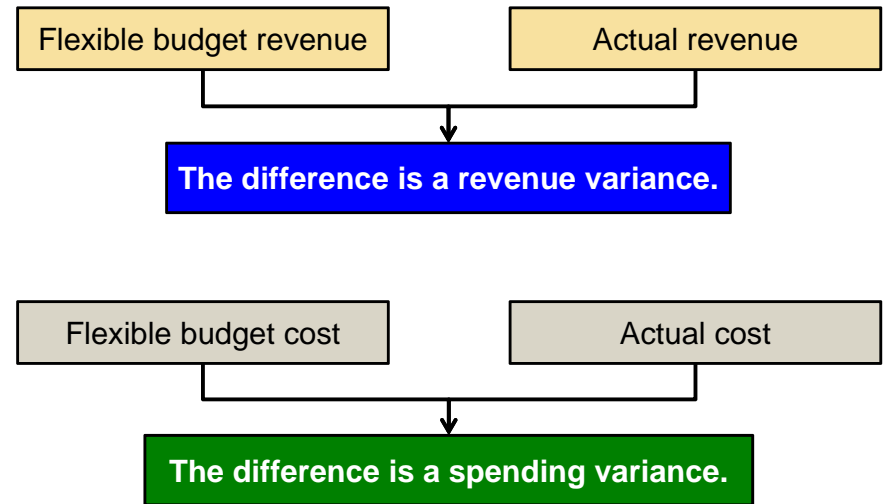 Flexible budget revenue
Actual revenue
The difference is a revenue variance.
Flexible budget cost
Actual cost
The difference is a spending variance.